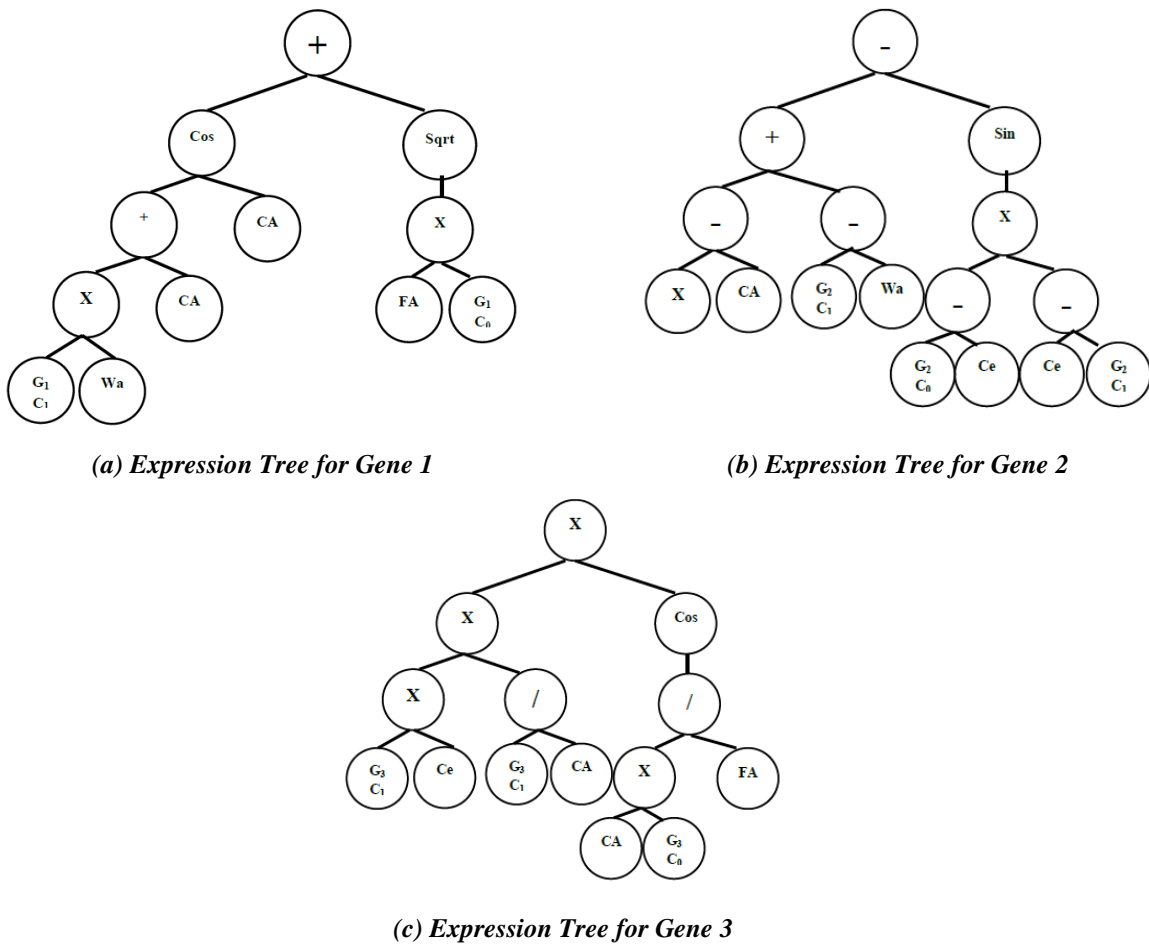 +
Cos
Sqrt
+
CA
X
X
CA
FA
G₁
C₀
G₁
C₁
Wa
(a) Expression Tree for Gene 1
-
+
Sin
-
-
X
X
CA
G₂
C₁
Wa
-
-
G₂
C₀
Ce
Ce
G₂
C₁
(b) Expression Tree for Gene 2
X
X
Cos
X
/
/
G₃
C₁
Ce
G₃
C₁
CA
X
FA
CA
G₃
C₀
(c) Expression Tree for Gene 3